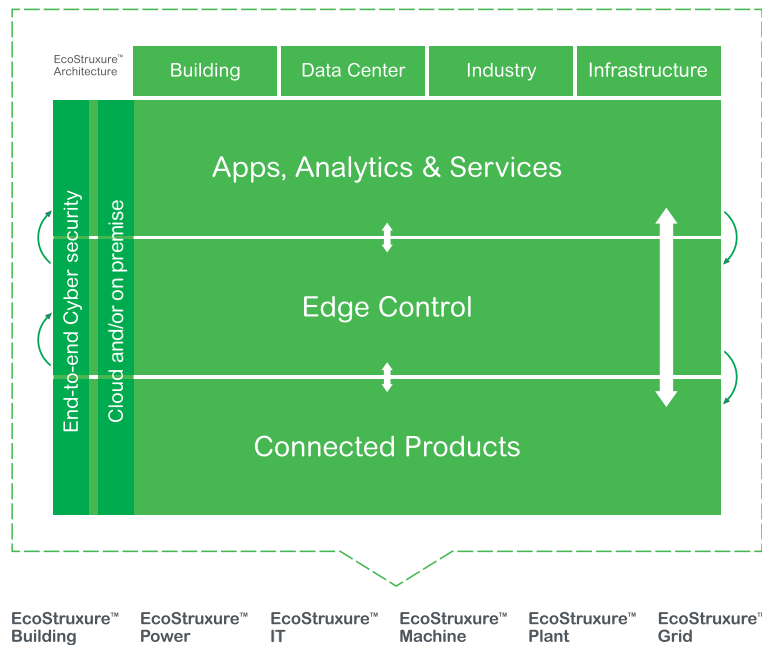 EcoStruxure™
Architecture
Building
Data Center
Industry
Infrastructure
End-to-end Cyber security
Cloud and/or on premise
Apps, Analytics & Services
Edge Control
Connected Products
EcoStruxure™
Building
EcoStruxure™
Power
EcoStruxure™
IT
EcoStruxure™
Machine
EcoStruxure™
Plant
EcoStruxure™
Grid